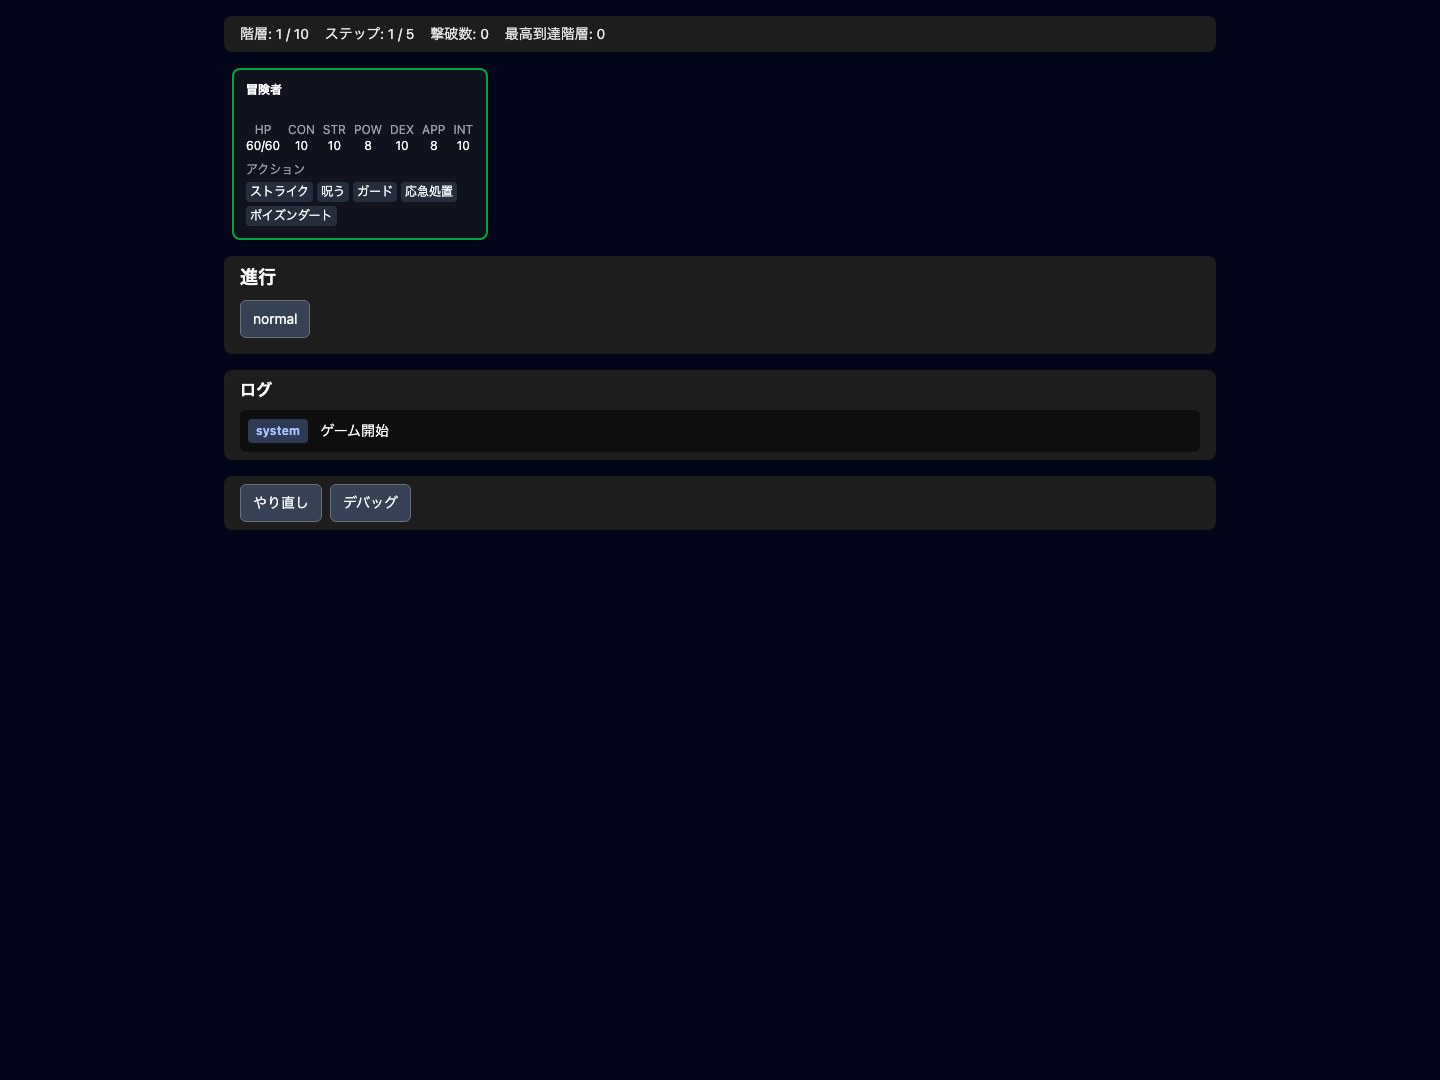 階層: 1 / 10 ステップ: 1 / 5 撃破数: 0 最高到達階層: 0
冒険者
HP CON STR POW DEX APP INT
60/60 10 10 8 10 8 10
アクション
ストライク 呪う ガード 応急処置
ポイズンダート
進行
normal
ログ
system ゲーム開始
やり直し デバッグ